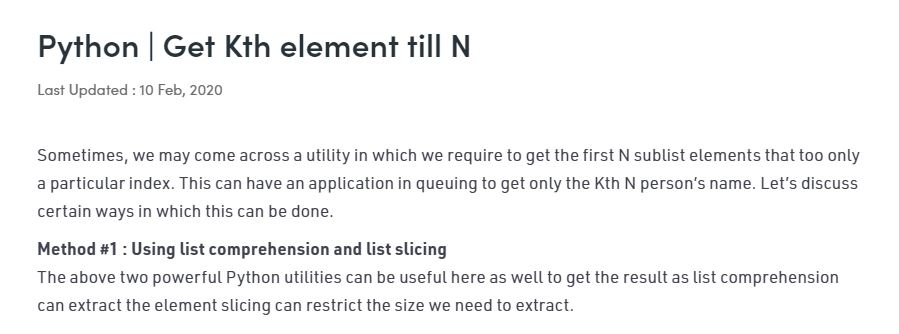 Python | Get Kth element till N
Last Updated : 10 Feb, 2020
Sometimes, we may come across a utility in which we require to get the first N sublist elements that too only
a particular index. This can have an application in queuing to get only the Kth N person’s name. Let’s discuss
certain ways in which this can be done.
Method #1 : Using list comprehension and list slicing
The above two powerful Python utilities can be useful here as well to get the result as list comprehension
can extract the element slicing can restrict the size we need to extract.